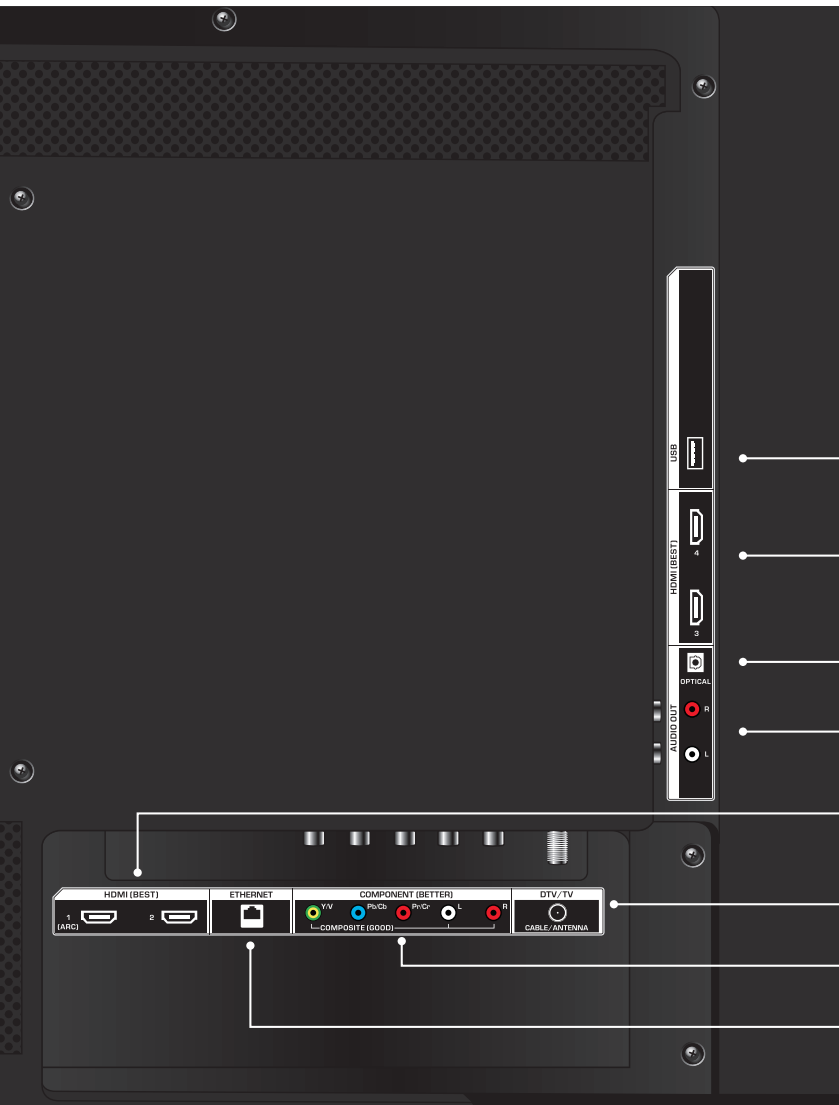 USB
HDMI (BEST)
4
3
OPTICAL
AUDIO OUT
R
L
HDMI (BEST)
1
(ARC)
2
ETHERNET
COMPONENT (BETTER)
Y/V Pb/Cb Pr/Cr L R
COMPOSITE (GOOD)
DTV/TV
CABLE/ANTENNA